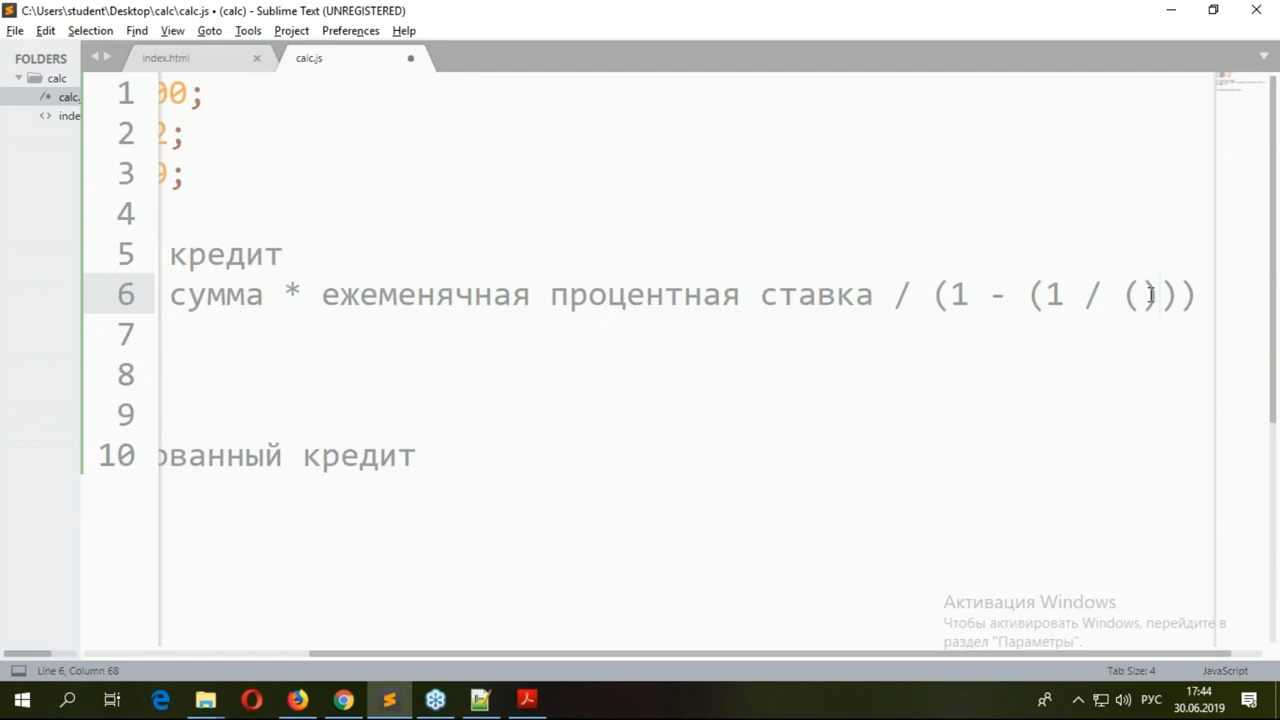 C:\Users\student\Desktop\calc\calc.js • (calc) - Sublime Text (UNREGISTERED)
File Edit Selection Find View Goto Tools Project Preferences Help
FOLDERS
calc
calc.
inde
index.html
calc.js
1 00;
2 2;
3 9;
4
5 кредит
6 сумма * ежеменячная процентная ставка / (1 - (1 / ()))
7
8
9
10 ованный кредит
Активация Windows
Чтобы активировать Windows, перейдите в
раздел "Параметры".
Line 6, Column 68 Tab Size: 4 JavaScript
РУС
17:44
30.06.2019